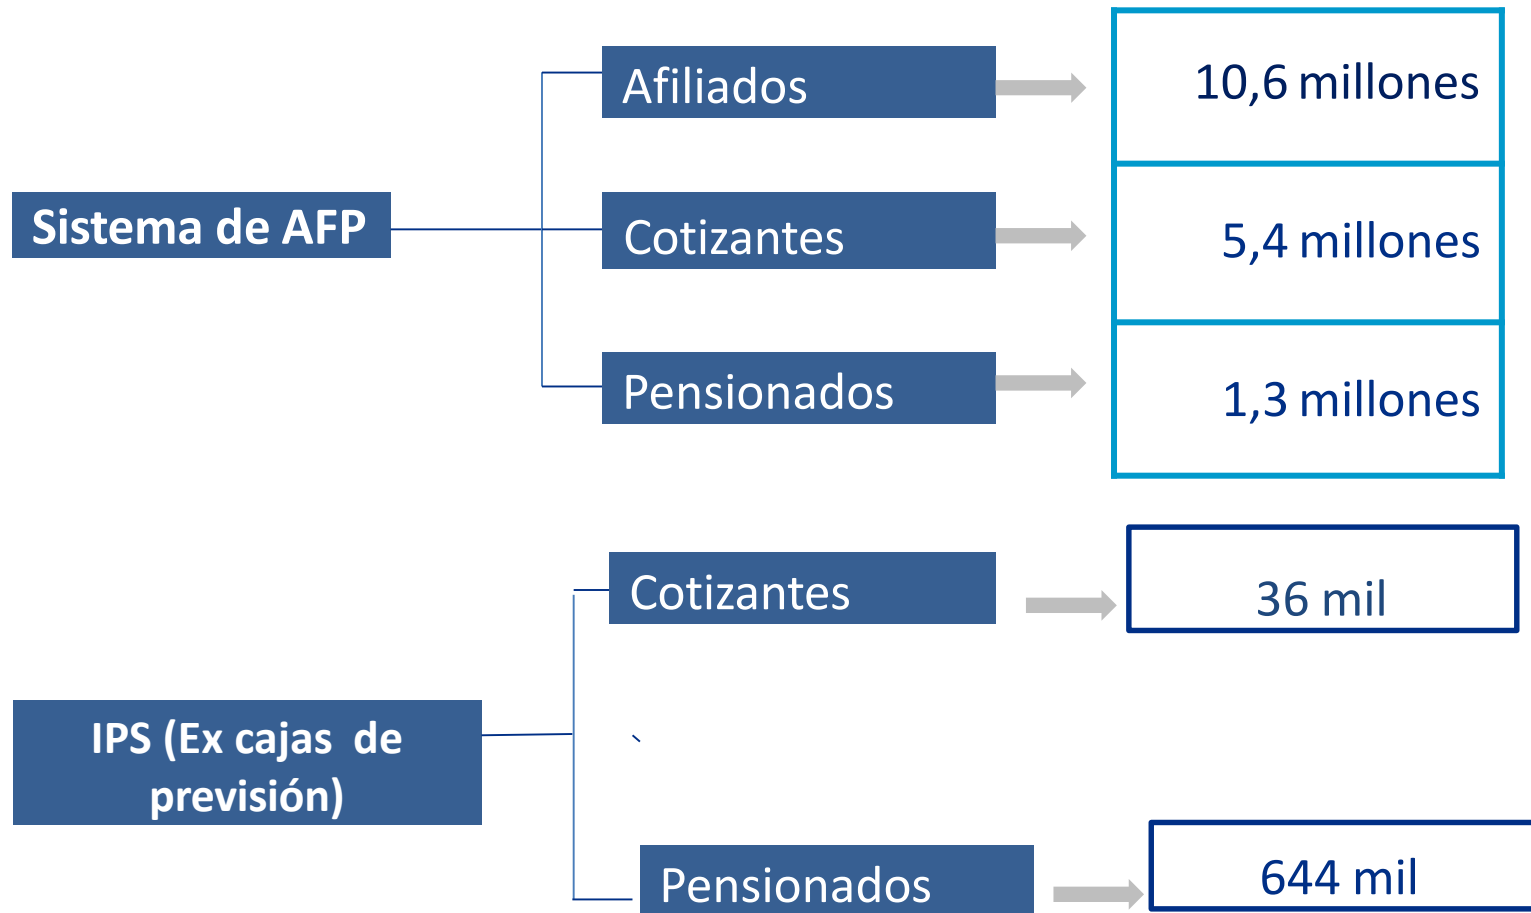 Afiliados
10,6 millones
Sistema de AFP
Cotizantes
5,4 millones
Pensionados
1,3 millones
Cotizantes
36 mil
IPS (Ex cajas  de
previsión)
Pensionados
644 mil